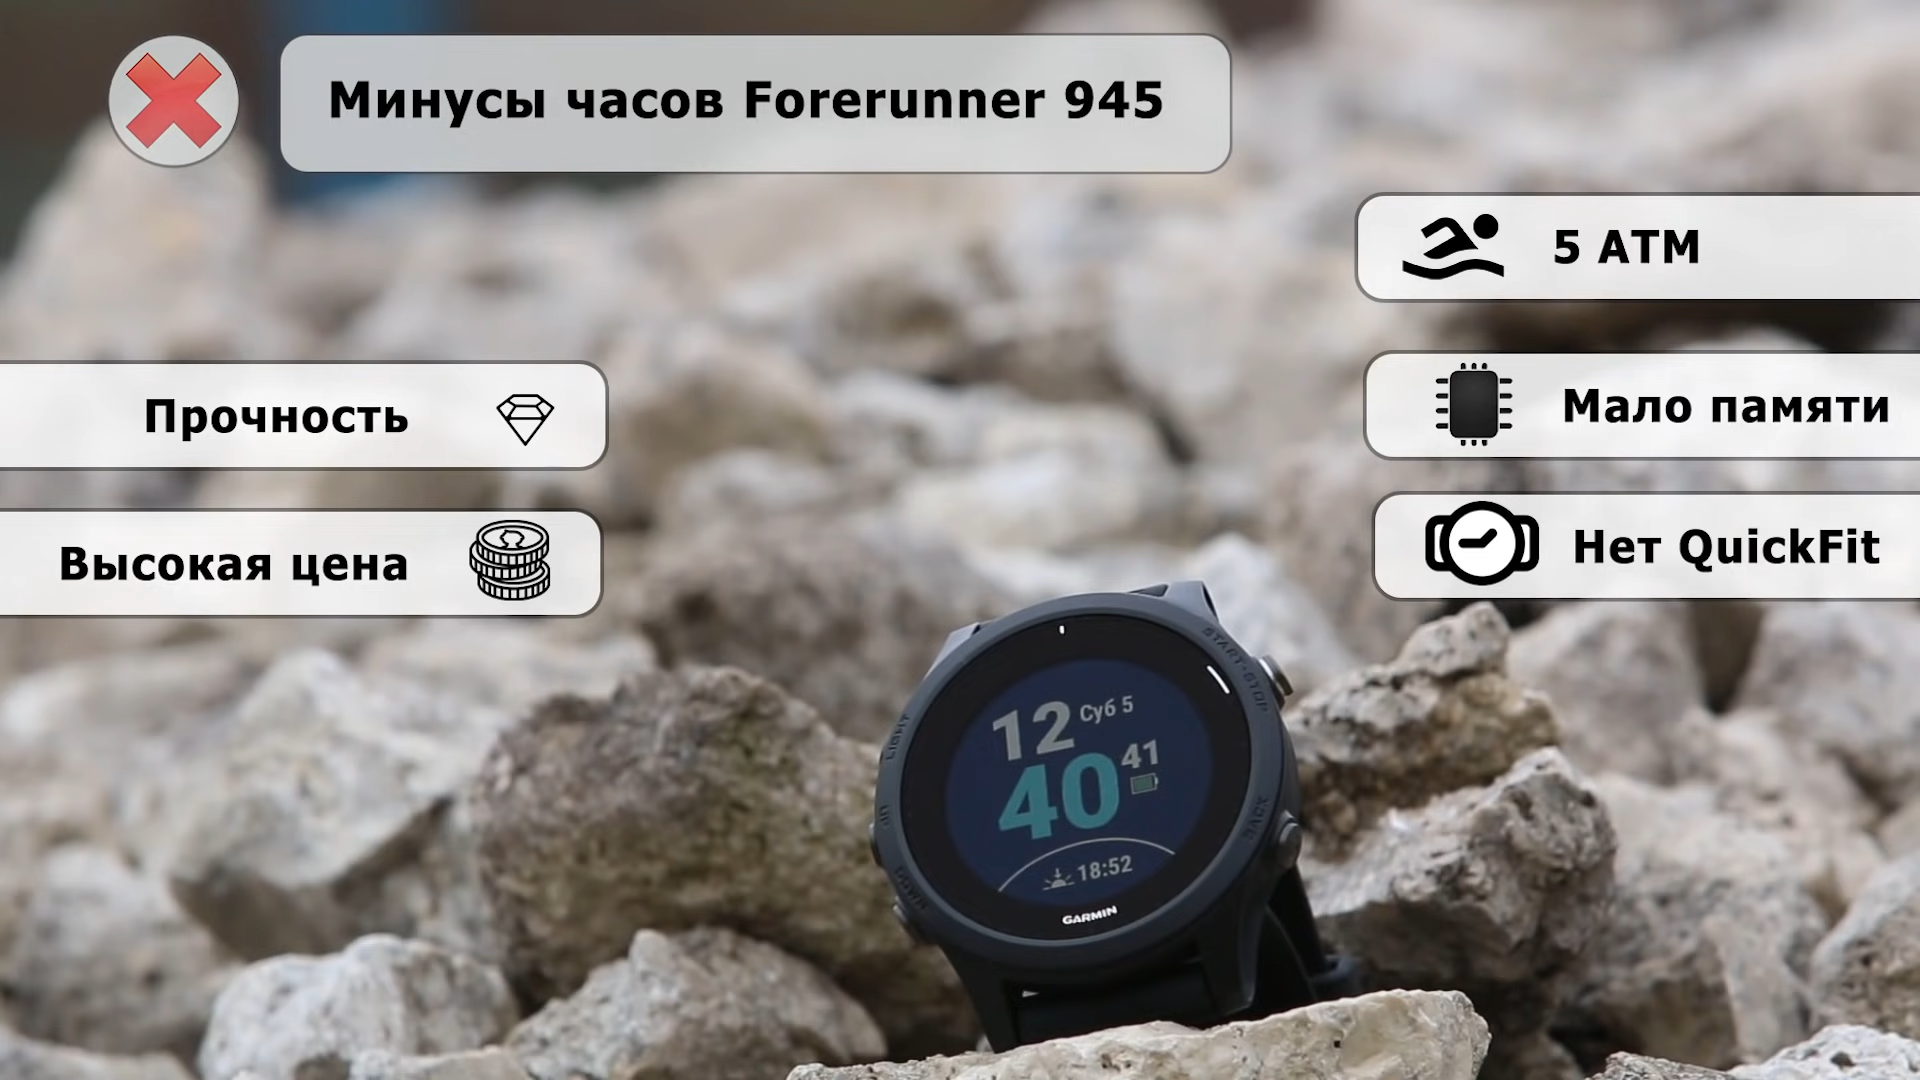 Минусы часов Forerunner 945
5 ATM
Прочность
Мало памяти
Высокая цена
Нет QuickFit
START·STOP
LIGHT
12 Суб 5
40 41
UP
BACK
18:52
DOWN
GARMIN